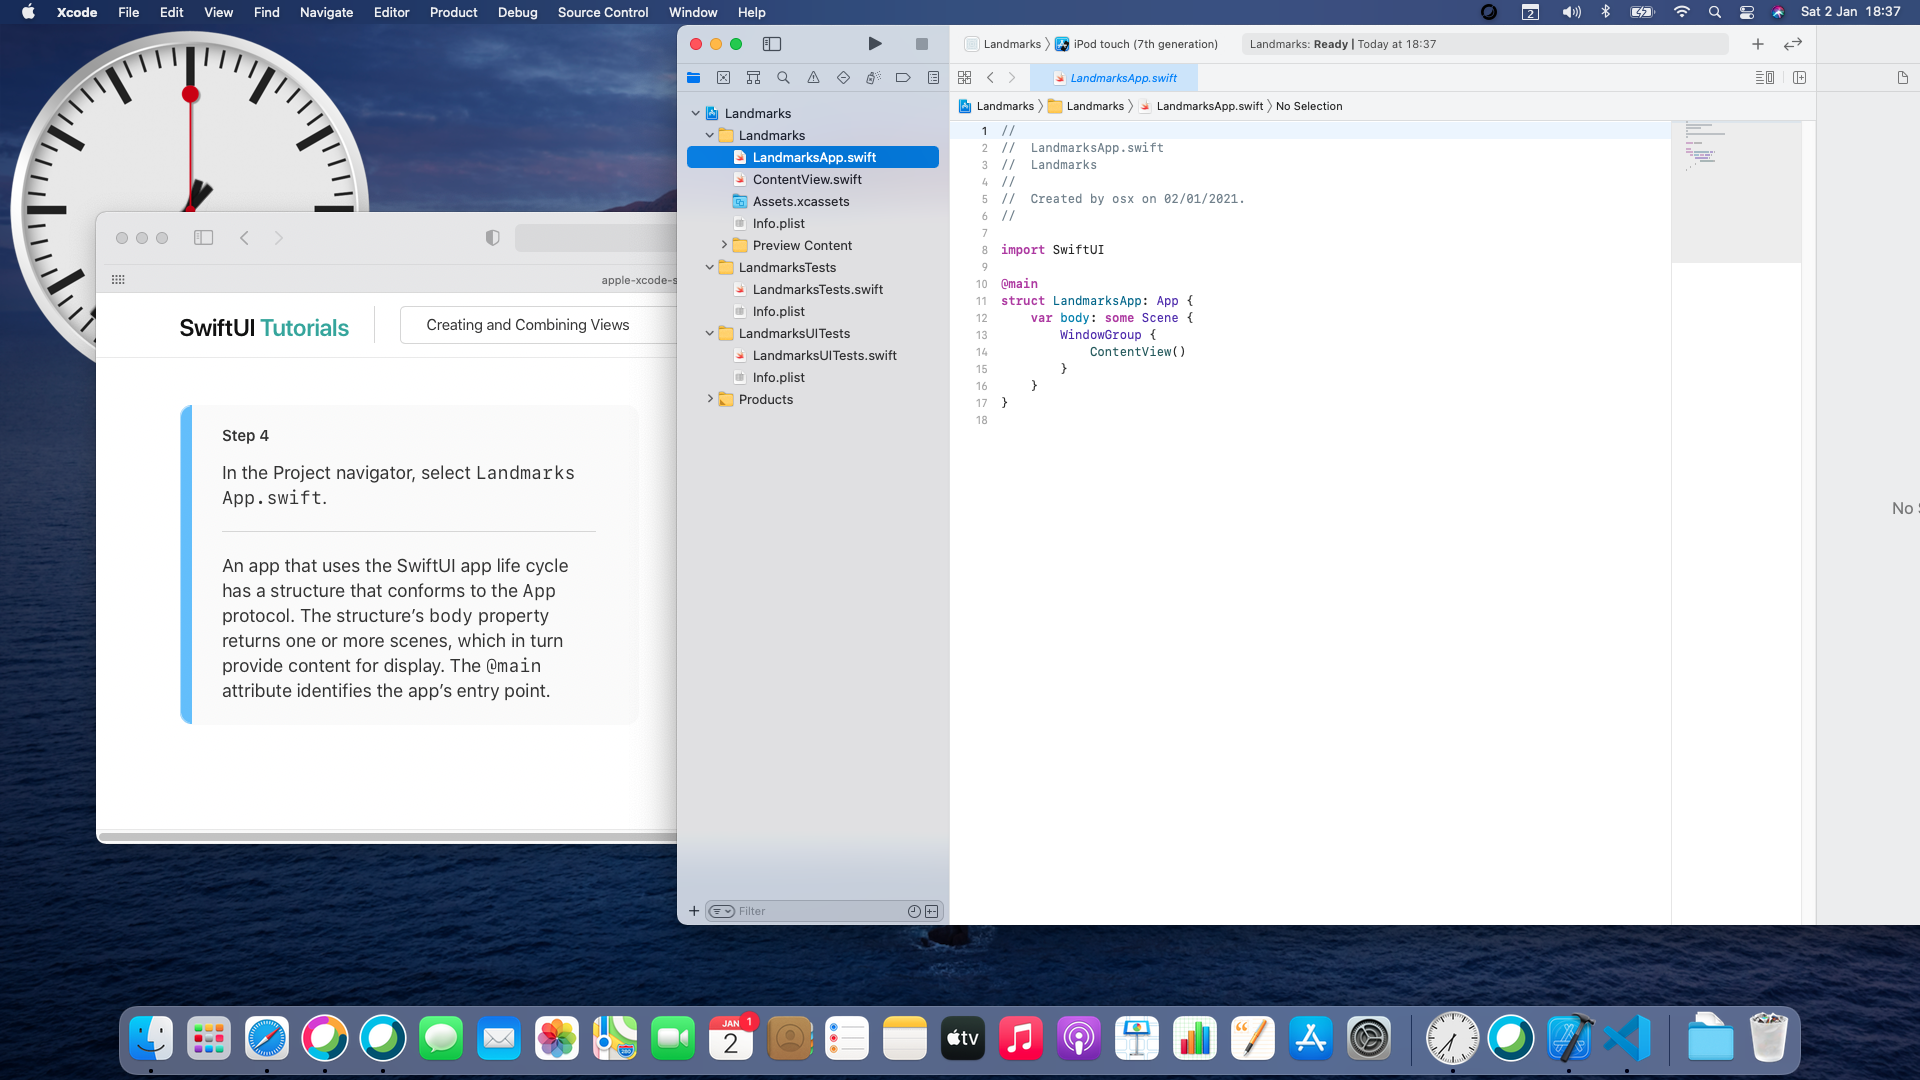 Xcode File Edit View Find Navigate Editor Product Debug Source Control Window Help
2 Sat 2 Jan 18:37
Landmarks iPod touch (7th generation) Landmarks: Ready | Today at 18:37
LandmarksApp.swift
Landmarks Landmarks LandmarksApp.swift No Selection
Landmarks
Landmarks
LandmarksApp.swift
ContentView.swift
Assets.xcassets
Info.plist
Preview Content
LandmarksTests
LandmarksTests.swift
Info.plist
LandmarksUITests
LandmarksUITests.swift
Info.plist
Products
Filter
1 //
2 //  LandmarksApp.swift
3 //  Landmarks
4 //
5 //  Created by osx on 02/01/2021.
6 //
7
8 import SwiftUI
9
10 @main
11 struct LandmarksApp: App {
12     var body: some Scene {
13         WindowGroup {
14             ContentView()
15         }
16     }
17 }
18
No
apple-xcode-s
SwiftUI Tutorials
Creating and Combining Views
Step 4
In the Project navigator, select Landmarks
App.swift.
An app that uses the SwiftUI app life cycle
has a structure that conforms to the App
protocol. The structure’s body property
returns one or more scenes, which in turn
provide content for display. The @main
attribute identifies the app’s entry point.
JAN 1
2
280
tv